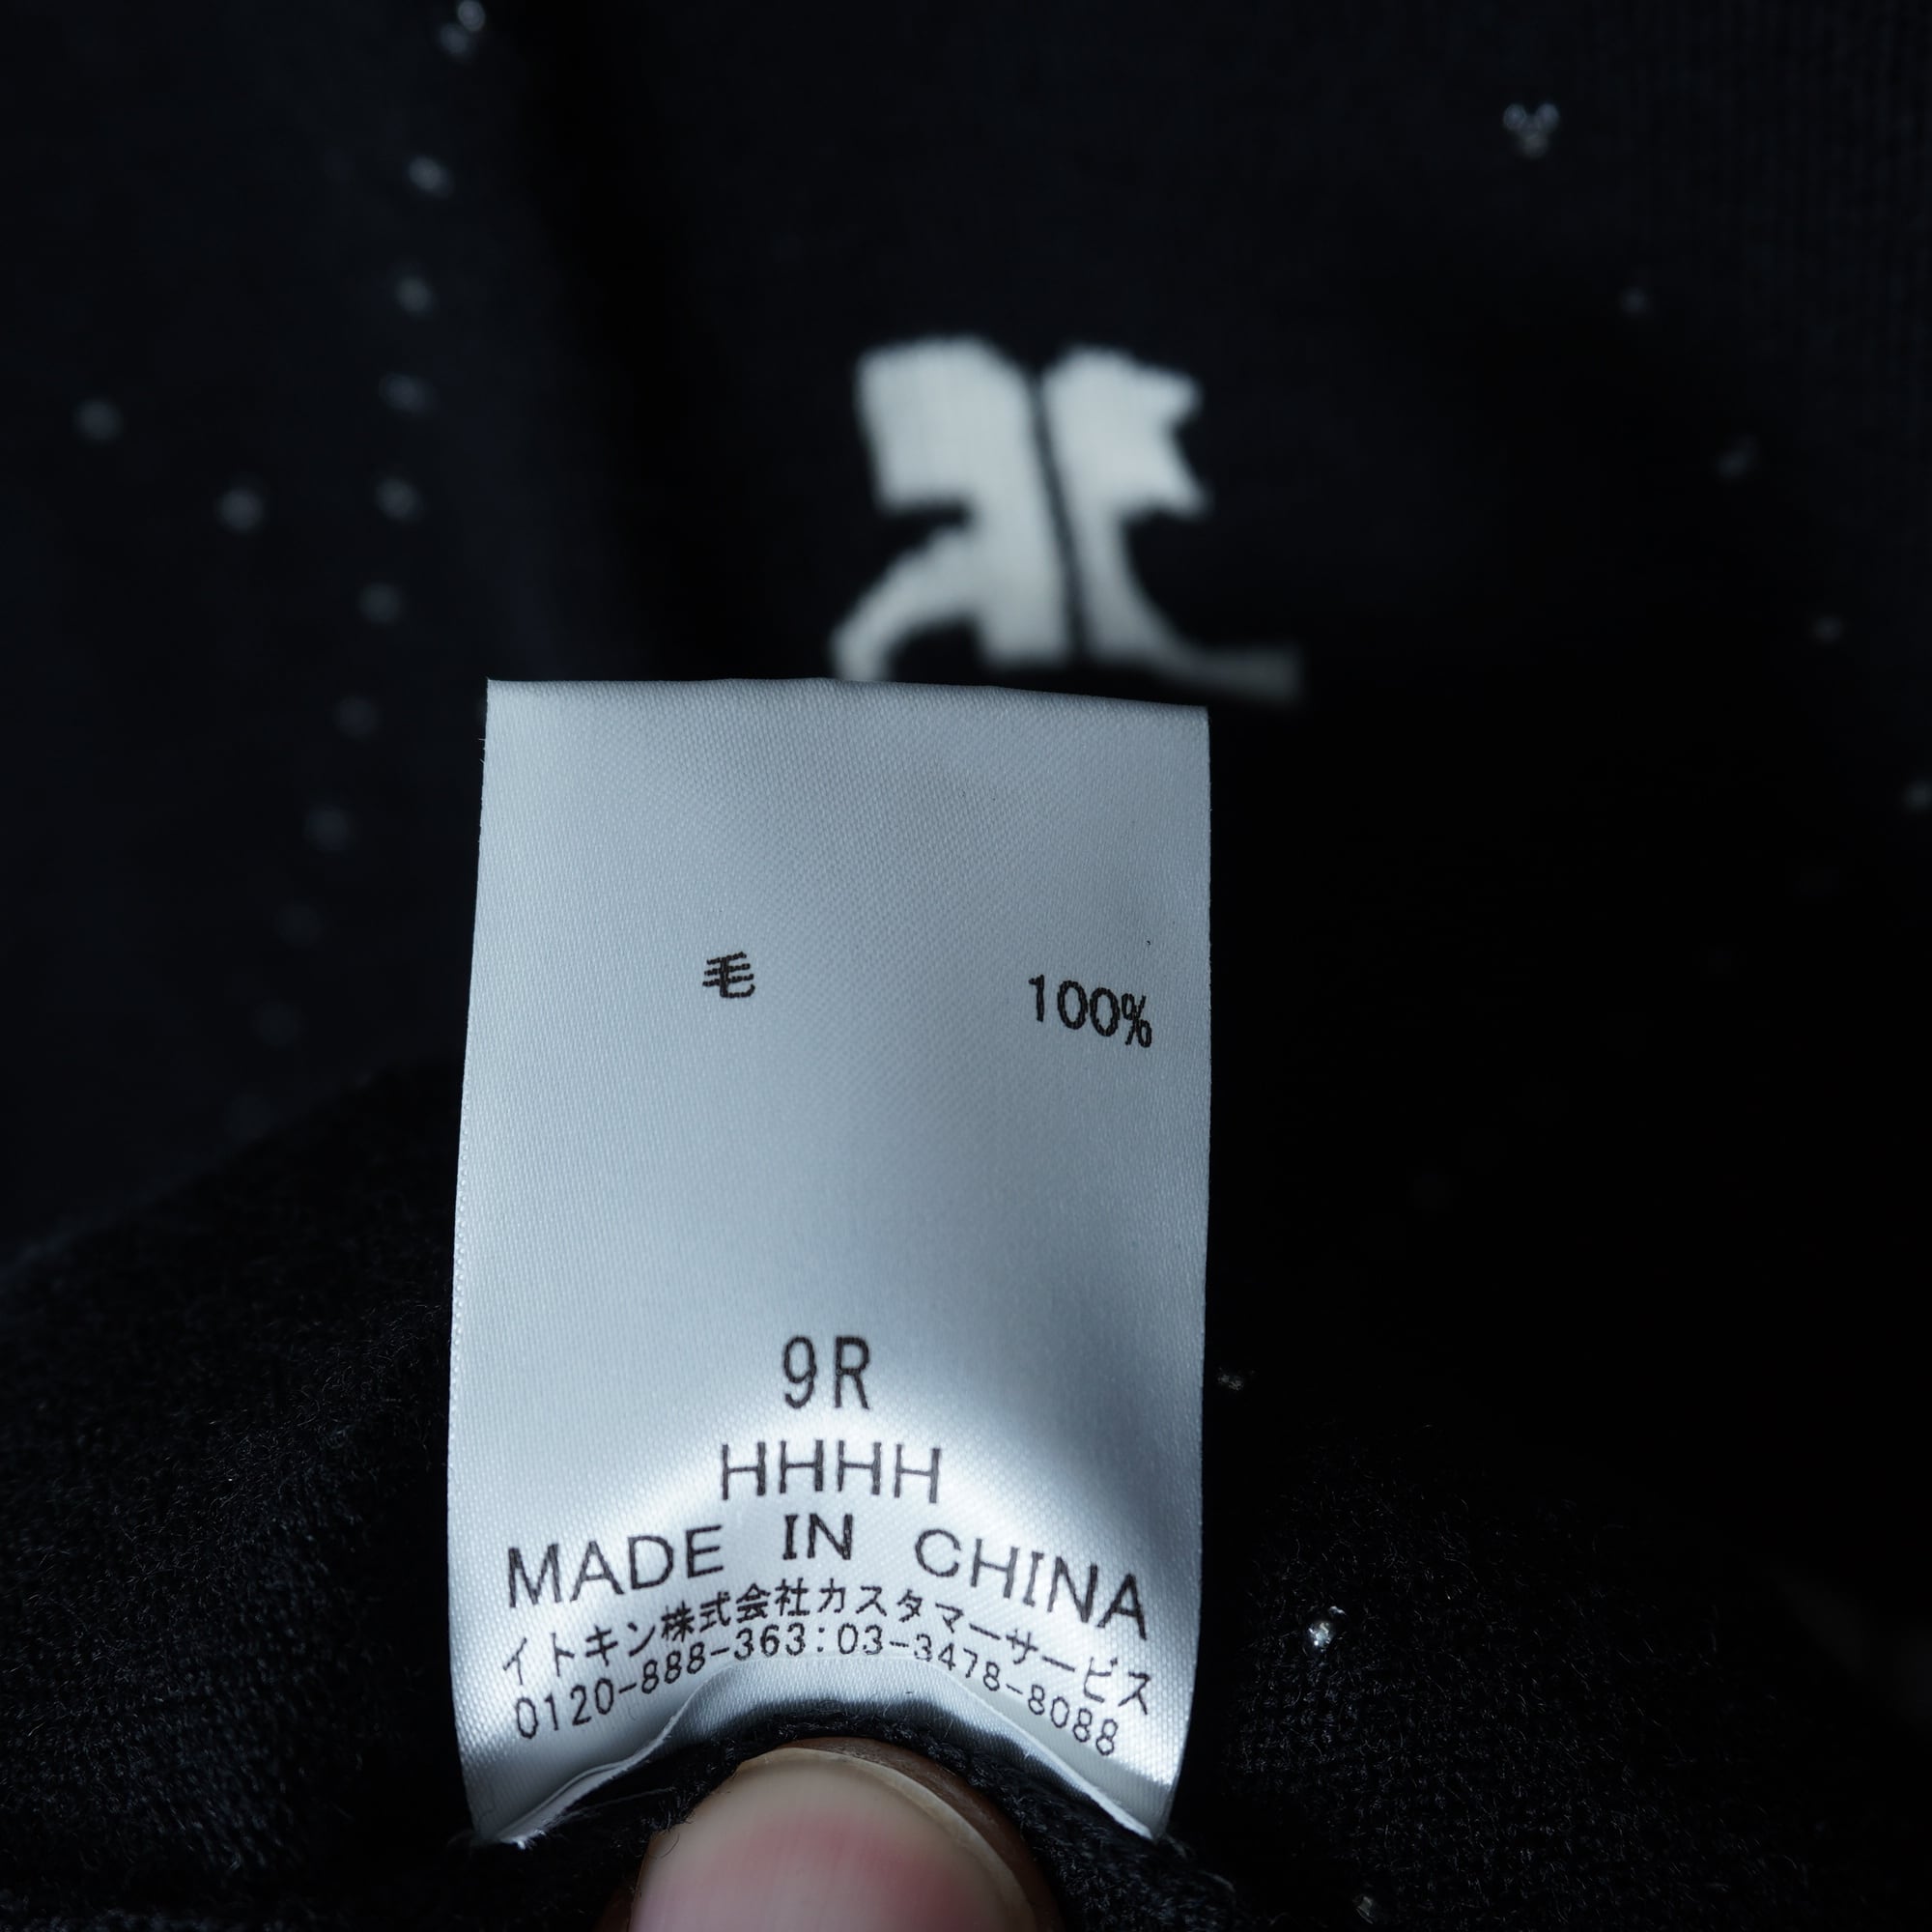 毛 100%
9R
HHHH
MADE IN CHINA
イトキン株式会社カスタマーサービス
0120-888-363:03-3478-8088